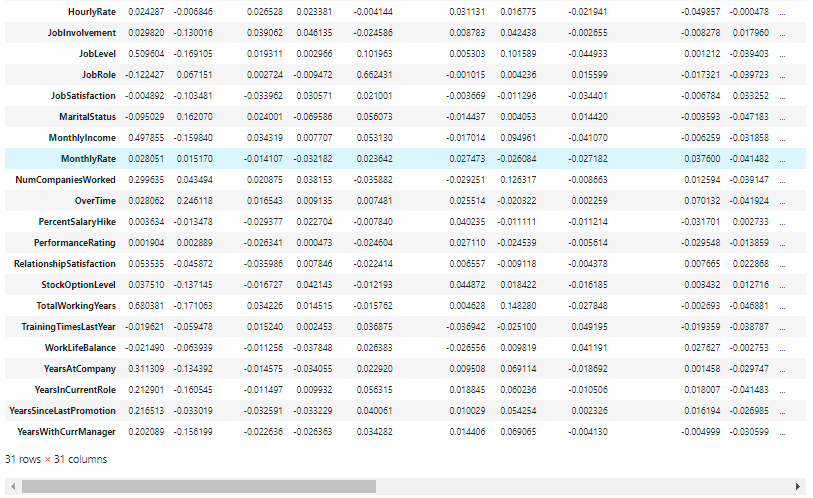 HourlyRate 0.024287 -0.006846 0.026528 0.023381 -0.004144 0.031131 0.016775 -0.021941 -0.049857 -0.000478 ...
JobInvolvement 0.029820 -0.130016 0.039062 0.046135 -0.024586 0.008783 0.042438 -0.002655 -0.008278 0.017960 ...
JobLevel 0.509604 -0.169105 0.019311 0.002966 0.101963 0.005303 0.101589 -0.044933 0.001212 -0.039403 ...
JobRole -0.122427 0.067151 0.002724 -0.009472 0.662431 -0.001015 0.004236 0.015599 -0.017321 -0.039723 ...
JobSatisfaction -0.004892 -0.103481 -0.033962 0.030571 0.021001 -0.003669 -0.011296 -0.034401 -0.006784 0.033252 ...
MaritalStatus -0.095029 0.162070 0.024001 -0.069586 0.056073 -0.014437 0.004053 0.014420 -0.003593 -0.047183 ...
MonthlyIncome 0.497855 -0.159840 0.034319 0.007707 0.053130 -0.017014 0.094961 -0.041070 -0.006259 -0.031858 ...
MonthlyRate 0.028051 0.015170 -0.014107 -0.032182 0.023642 0.027473 -0.026084 -0.027182 0.037600 -0.041482 ...
NumCompaniesWorked 0.299635 0.043494 0.020875 0.038153 -0.035882 -0.029251 0.126317 -0.008663 0.012594 -0.039147 ...
OverTime 0.028062 0.246118 0.016543 0.009135 0.007481 0.025514 -0.020322 0.002259 0.070132 -0.041924 ...
PercentSalaryHike 0.003634 -0.013478 -0.029377 0.022704 -0.007840 0.040235 -0.011111 -0.011214 -0.031701 0.002733 ...
PerformanceRating 0.001904 0.002889 -0.026341 0.000473 -0.024604 0.027110 -0.024539 -0.005614 -0.029548 -0.013859 ...
RelationshipSatisfaction 0.053535 -0.045872 -0.035986 0.007846 -0.022414 0.006557 -0.009118 -0.004378 0.007665 0.022868 ...
StockOptionLevel 0.037510 -0.137145 -0.016727 0.042143 -0.012193 0.044872 0.018422 -0.016185 0.003432 0.012716 ...
TotalWorkingYears 0.680381 -0.171063 0.034226 0.014515 -0.015762 0.004628 0.148280 -0.027848 -0.002693 -0.046881 ...
TrainingTimesLastYear -0.019621 -0.059478 0.015240 0.002453 0.036875 -0.036942 -0.025100 0.049195 -0.019359 -0.038787 ...
WorkLifeBalance -0.021490 -0.063939 -0.011256 -0.037848 0.026383 -0.026556 0.009819 0.041191 0.027627 -0.002753 ...
YearsAtCompany 0.311309 -0.134392 -0.014575 -0.034055 0.022920 0.009508 0.069114 -0.018692 0.001458 -0.029747 ...
YearsInCurrentRole 0.212901 -0.160545 -0.011497 0.009932 0.056315 0.018845 0.060236 -0.010506 0.018007 -0.041483 ...
YearsSinceLastPromotion 0.216513 -0.033019 -0.032591 -0.033229 0.040061 0.010029 0.054254 0.002326 0.016194 -0.026985 ...
YearsWithCurrManager 0.202089 -0.156199 -0.022636 -0.026363 0.034282 0.014406 0.069065 -0.004130 -0.004999 -0.030599 ...
31 rows × 31 columns